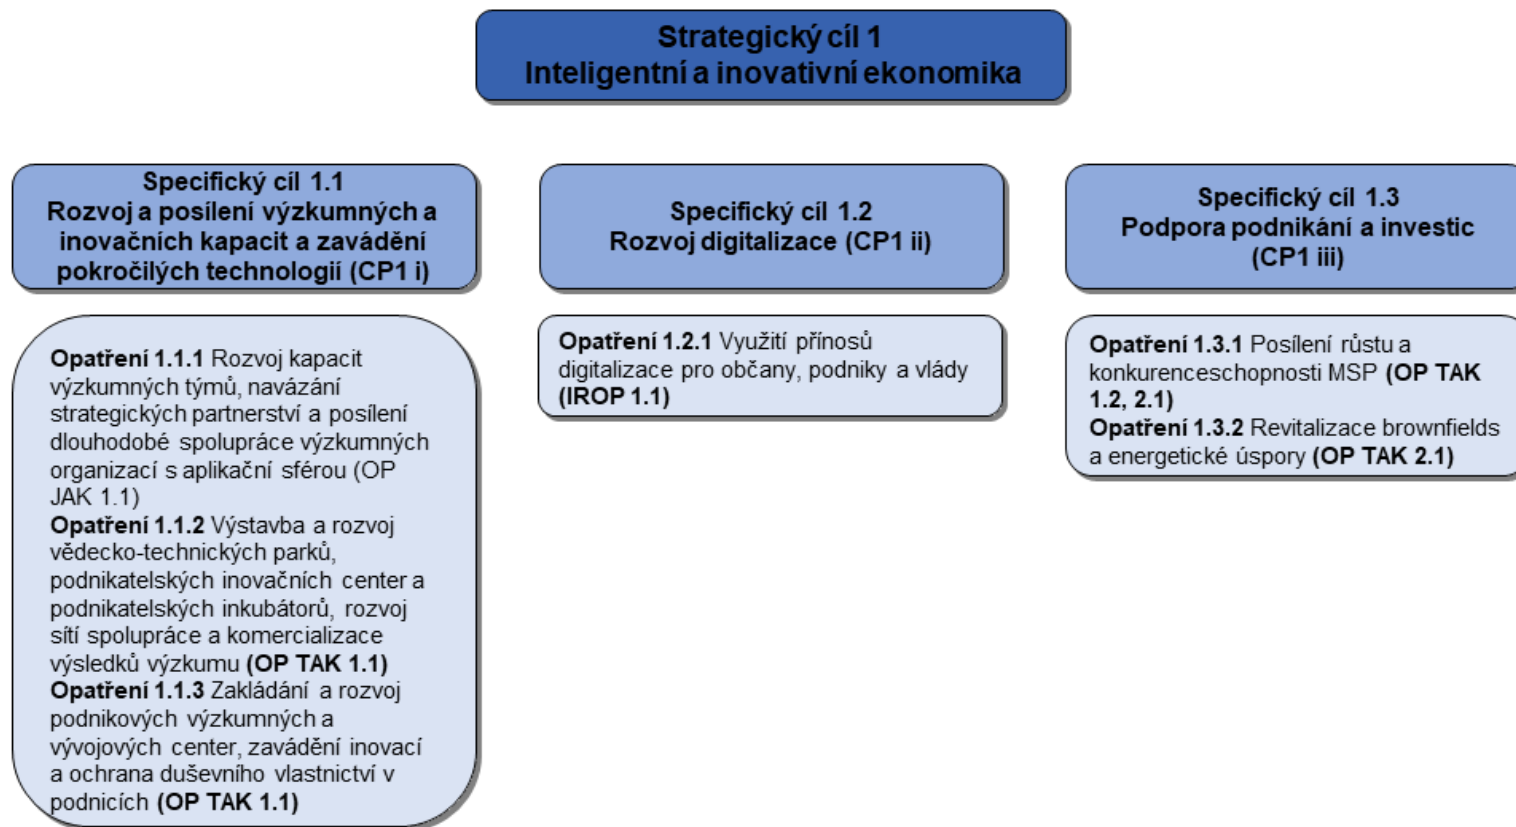 Strategický cíl 1
Inteligentní a inovativní ekonomika
Specifický cíl 1.1
Rozvoj a posílení výzkumných a
inovačních kapacit a zavádění
pokročilých technologií (CP1 i)
Specifický cíl 1.2
Rozvoj digitalizace (CP1 ii)
Specifický cíl 1.3
Podpora podnikání a investic
(CP1 iii)
Opatření 1.1.1 Rozvoj kapacit
výzkumných týmů, navázání
strategických partnerství a posílení
dlouhodobé spolupráce výzkumných
organizací s aplikační sférou (OP
JAK 1.1)
Opatření 1.1.2 Výstavba a rozvoj
vědecko-technických parků,
podnikatelských inovačních center a
podnikatelských inkubátorů, rozvoj
sítí spolupráce a komercializace
výsledků výzkumu (OP TAK 1.1)
Opatření 1.1.3 Zakládání a rozvoj
podnikových výzkumných a
vývojových center, zavádění inovací
a ochrana duševního vlastnictví v
podnicích (OP TAK 1.1)
Opatření 1.2.1 Využití přínosů
digitalizace pro občany, podniky a vlády
(IROP 1.1)
Opatření 1.3.1 Posílení růstu a
konkurenceschopnosti MSP (OP TAK
1.2, 2.1)
Opatření 1.3.2 Revitalizace brownfields
a energetické úspory (OP TAK 2.1)